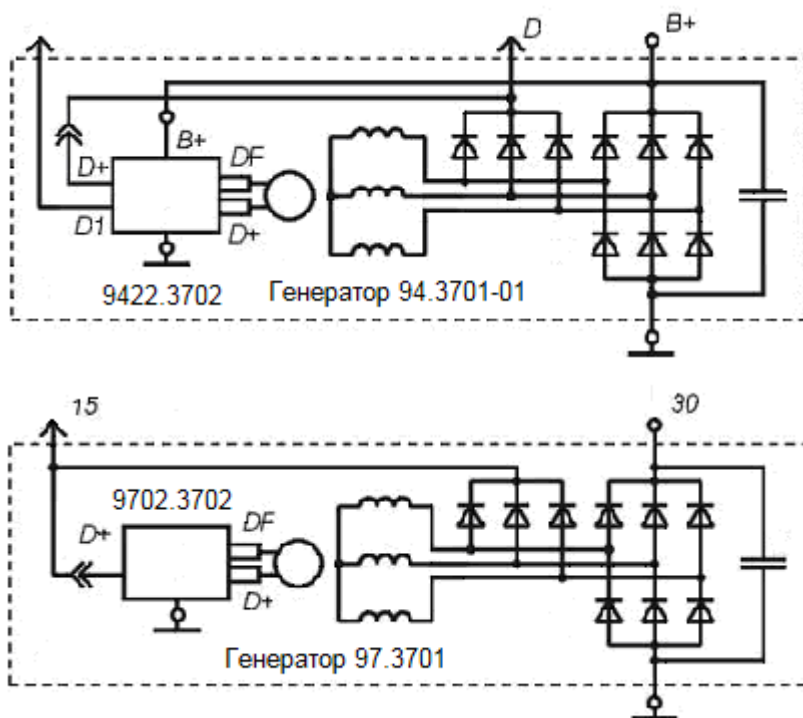 D
B+
B+
D+
DF
D1
D+
9422.3702
Генератор 94.3701-01
15
30
9702.3702
D+
DF
D+
Генератор 97.3701